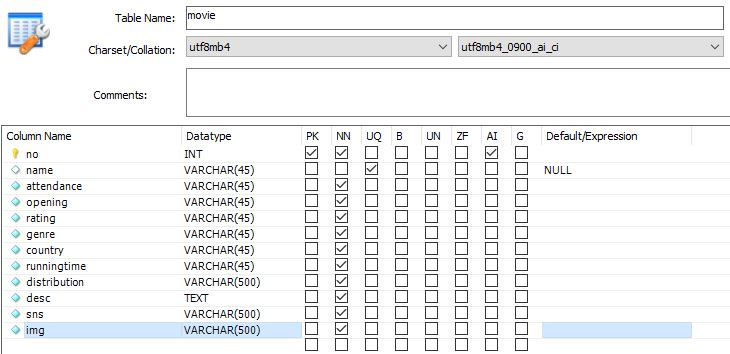 Table Name: movie
Charset/Collation: utf8mb4 utf8mb4_0900_ai_ci
Comments:
Column Name Datatype PK NN UQ B UN ZF AI G Default/Expression
no INT
name VARCHAR(45) NULL
attendance VARCHAR(45)
opening VARCHAR(45)
rating VARCHAR(45)
genre VARCHAR(45)
country VARCHAR(45)
runningtime VARCHAR(45)
distribution VARCHAR(500)
desc TEXT
sns VARCHAR(500)
img VARCHAR(500)